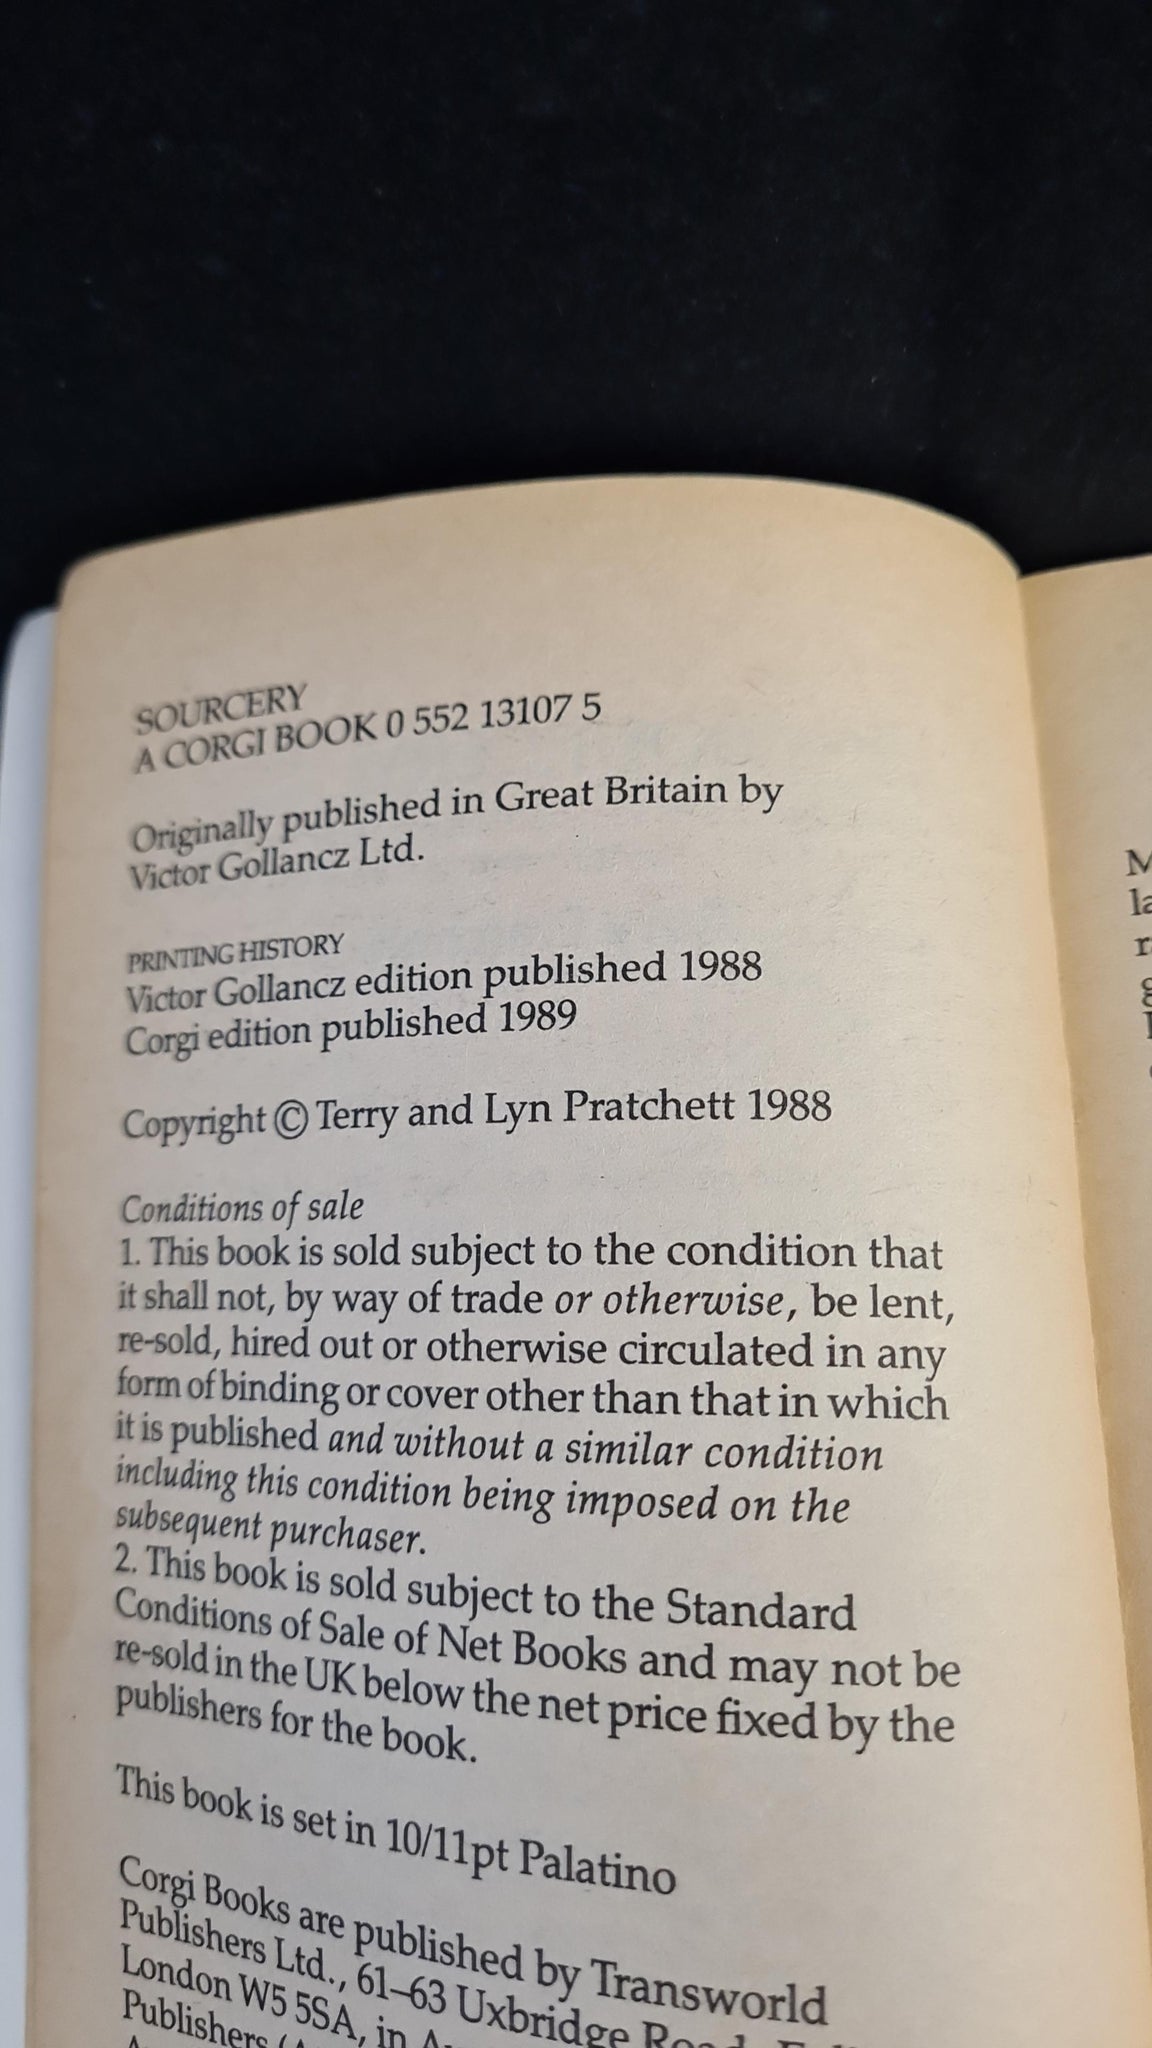 SOURCERY
A CORGI BOOK 0 552 13107 5
Originally published in Great Britain by
Victor Gollancz Ltd.
PRINTING HISTORY
Victor Gollancz edition published 1988
Corgi edition published 1989
Copyright © Terry and Lyn Pratchett 1988
Conditions of sale
1. This book is sold subject to the condition that
it shall not, by way of trade or otherwise, be lent,
re-sold, hired out or otherwise circulated in any
form of binding or cover other than that in which
it is published and without a similar condition
including this condition being imposed on the
subsequent purchaser.
2. This book is sold subject to the Standard
Conditions of Sale of Net Books and may not be
re-sold in the UK below the net price fixed by the
publishers for the book.
This book is set in 10/11pt Palatino
Corgi Books are published by Transworld
Publishers Ltd., 61–63 Uxbridge Road,
London W5 5SA, in
Publishers